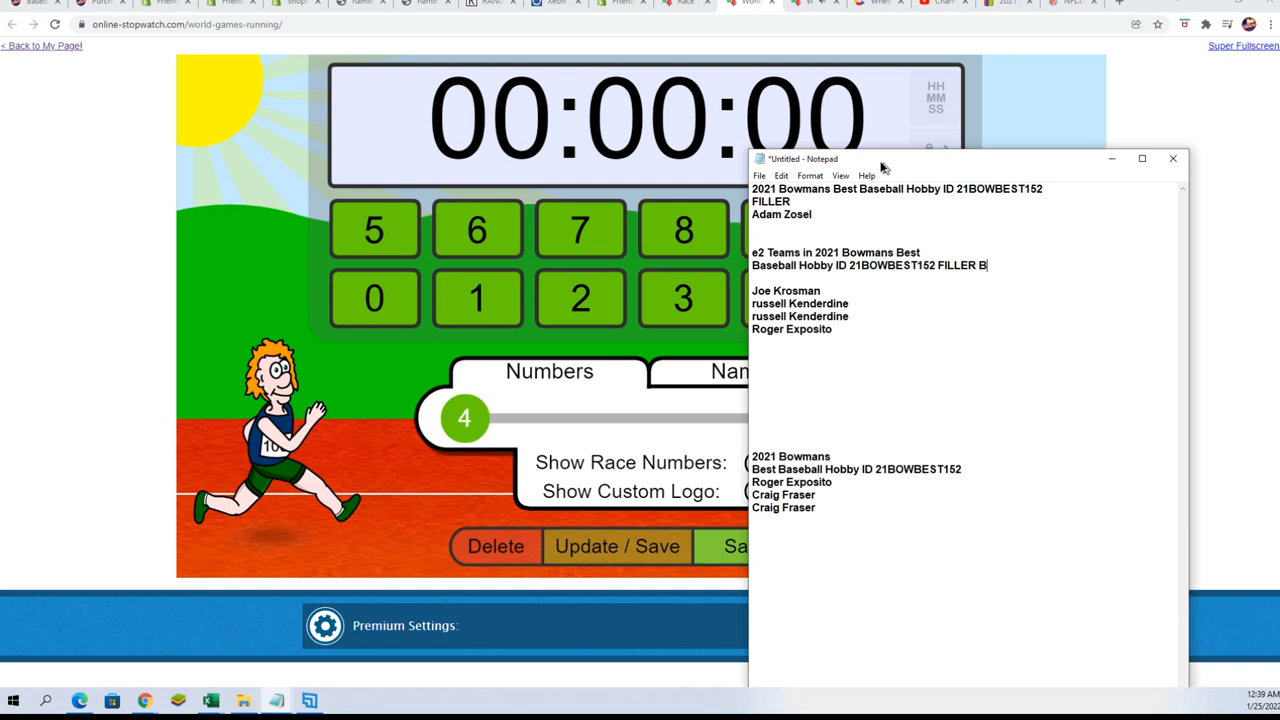 online-stopwatch.com/world-games-running/
< Back to My Page!
Super Fullscreen
00:00:00
HH
MM
SS
5
6
7
8
0
1
2
3
Numbers
Nam
4
Show Race Numbers:
Show Custom Logo:
Delete
Update / Save
Sa
Premium Settings:
*Untitled - Notepad
File Edit Format View Help
2021 Bowmans Best Baseball Hobby ID 21BOWBEST152
FILLER
Adam Zosel
e2 Teams in 2021 Bowmans Best
Baseball Hobby ID 21BOWBEST152 FILLER B
Joe Krosman
russell Kenderdine
russell Kenderdine
Roger Exposito
2021 Bowmans
Best Baseball Hobby ID 21BOWBEST152
Roger Exposito
Craig Fraser
Craig Fraser
12:39 AM
1/25/2022